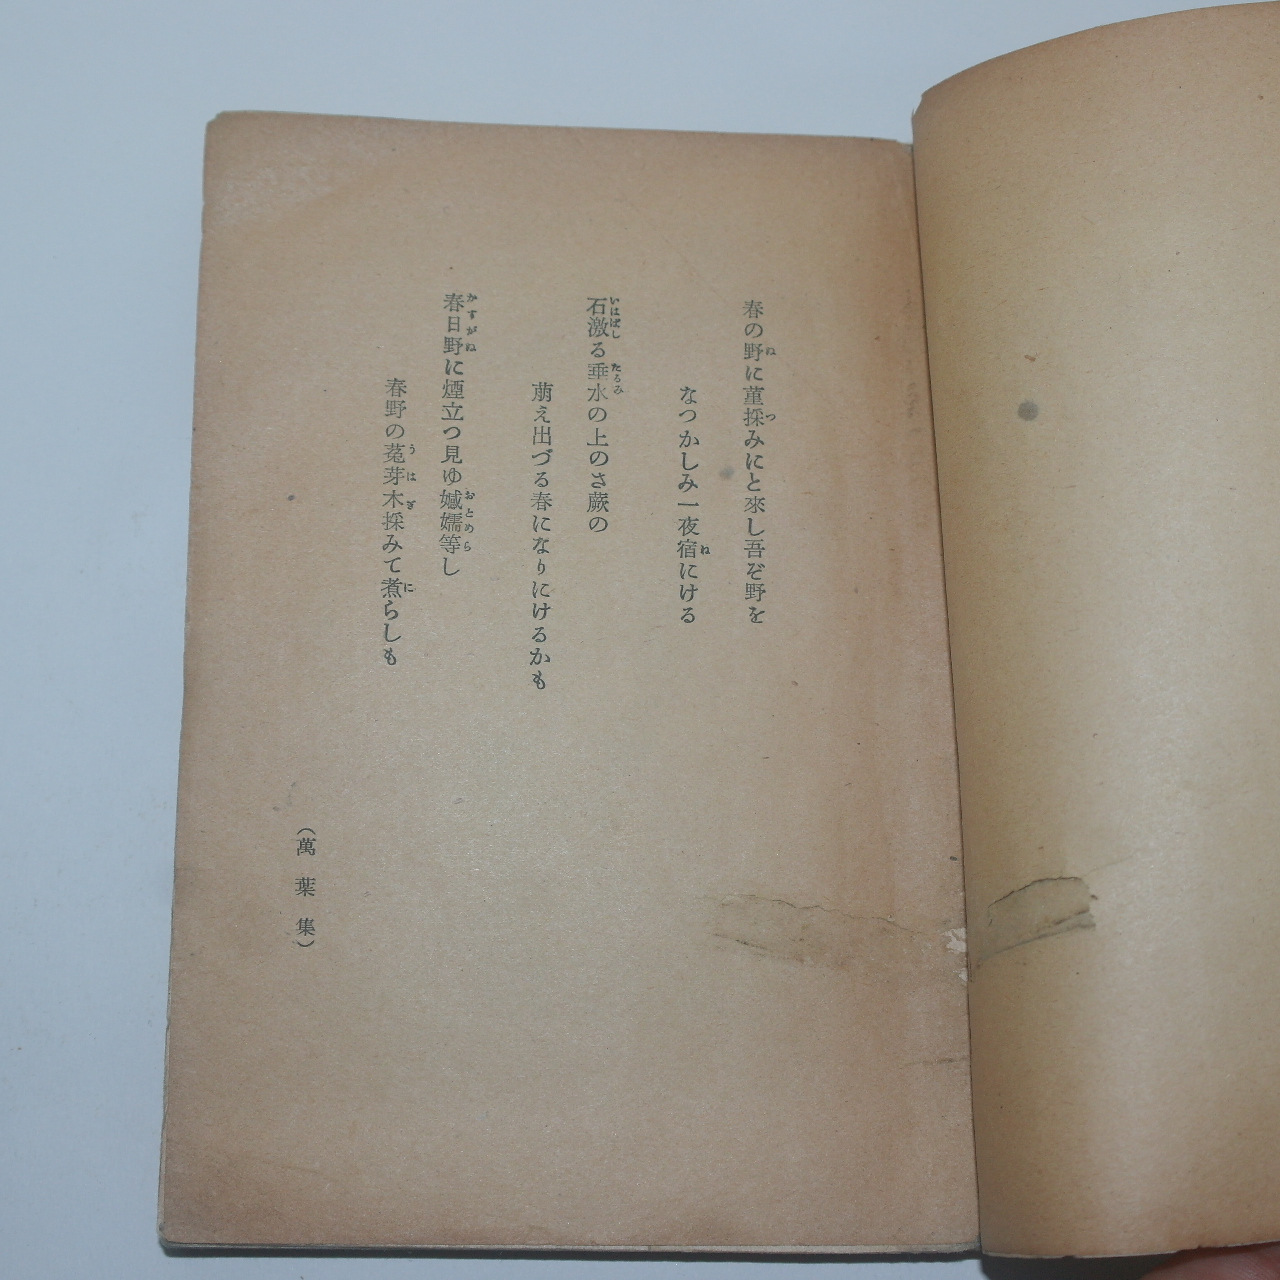 春の野に菫採みにと來し吾ぞ野を
なつかしみ一夜宿にける
石激る垂水の上のさ蕨の
萠え出づる春になりにけるかも
春日野に煙立つ見ゆ嬺嬬等し
春野の菟芽木採みて煮らしも
(萬葉集)